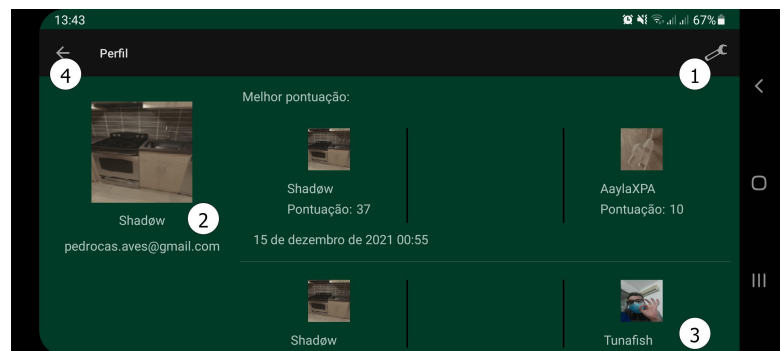 13:43 67%
Perfil
4
1
Melhor pontuação:
Shadøw AaylaXPA
Pontuação: 37 Pontuação: 10
Shadøw 2
15 de dezembro de 2021 00:55
pedrocas.aves@gmail.com
Shadøw Tunafish 3